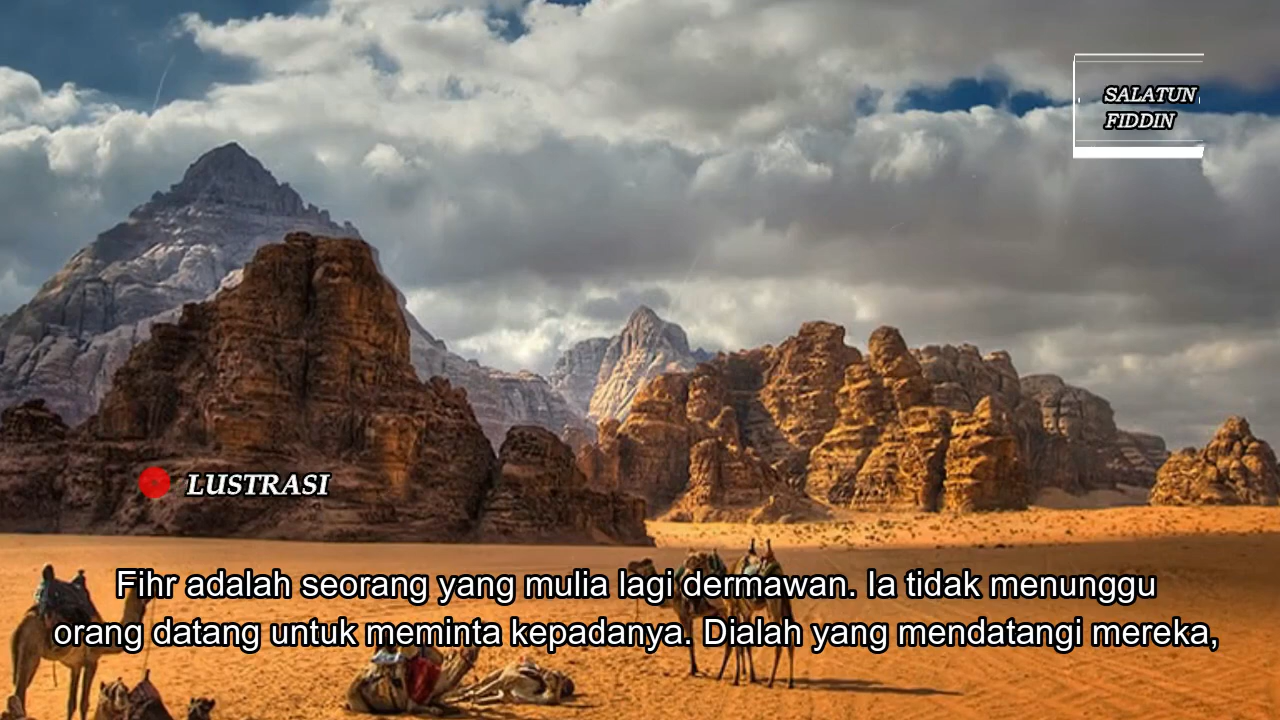 SALATUN
FIDDIN
LUSTRASI
Fihr adalah seorang yang mulia lagi dermawan. Ia tidak menunggu
orang datang untuk meminta kepadanya. Dialah yang mendatangi mereka,